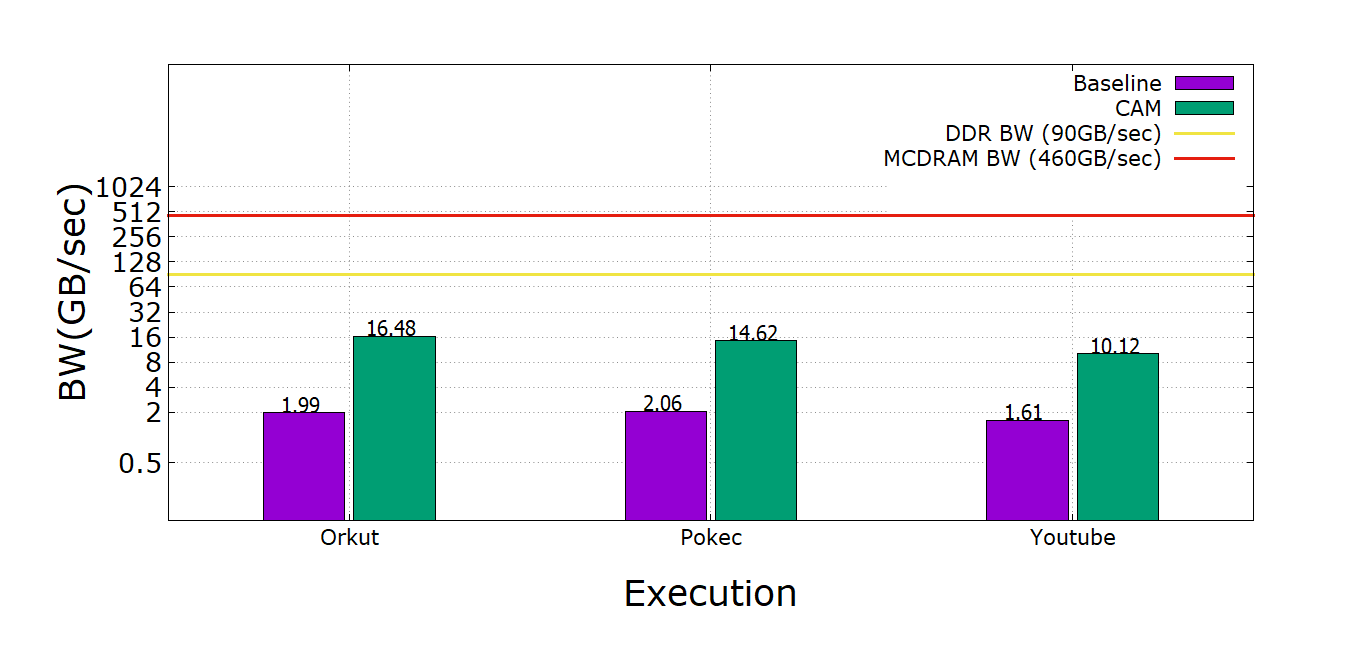 Baseline
CAM
DDR BW (90GB/sec)
MCDRAM BW (460GB/sec)
BW(GB/sec)
1024
512
256
128
64
32
16
8
4
2
0.5
1.99
16.48
2.06
14.62
1.61
10.12
Orkut
Pokec
Youtube
Execution